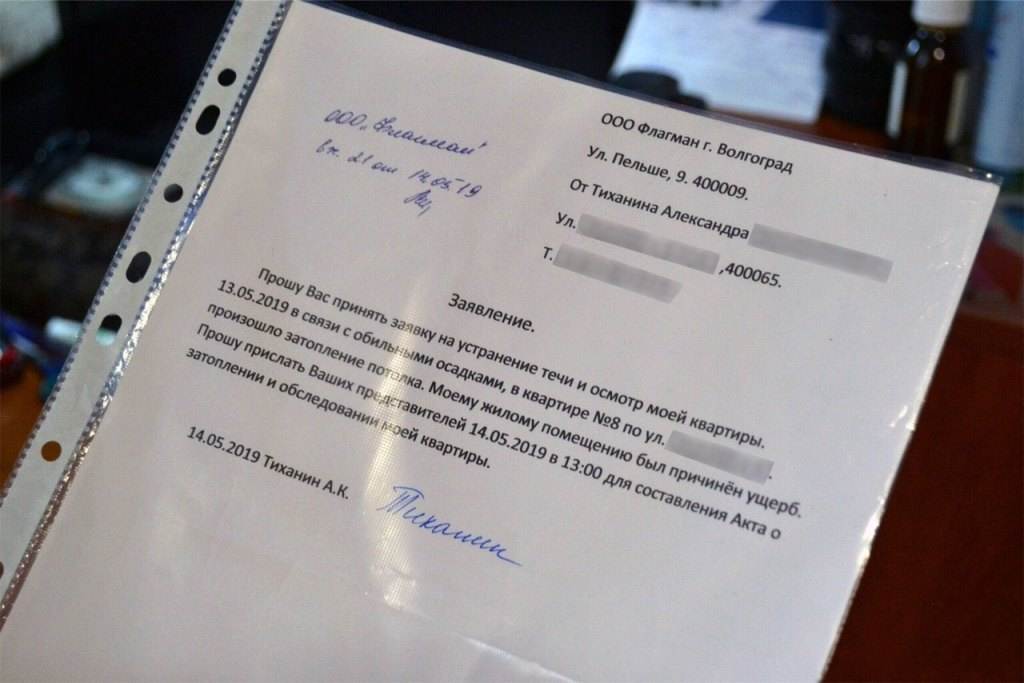 ООО „Флагман"
вх. 21 от 14.05.19
ООО Флагман г. Волгоград
Ул. Пельше, 9. 400009.
От Тиханина Александра
Ул. ,400065.
Т.
Заявление.
Прошу Вас принять заявку на устранение течи и осмотр моей квартиры.
13.05.2019 в связи с обильными осадками, в квартире №8 по ул. .
произошло затопление потолка. Моему жилому помещению был причинён ущерб.
Прошу прислать Ваших представителей 14.05.2019 в 13:00 для составления Акта о
затоплении и обследовании моей квартиры.
14.05.2019 Тиханин А.К.
Тиханин